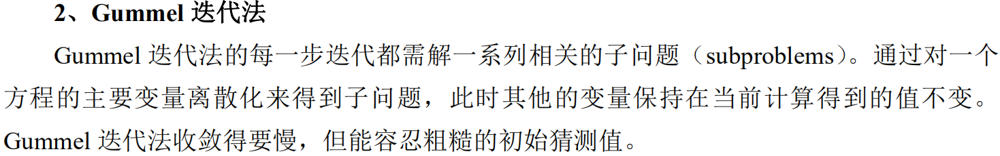 2、Gummel 迭代法
Gummel 迭代法的每一步迭代都需解一系列相关的子问题（subproblems）。通过对一个
方程的主要变量离散化来得到子问题，此时其他的变量保持在当前计算得到的值不变。
Gummel 迭代法收敛得要慢，但能容忍粗糙的初始猜测值。